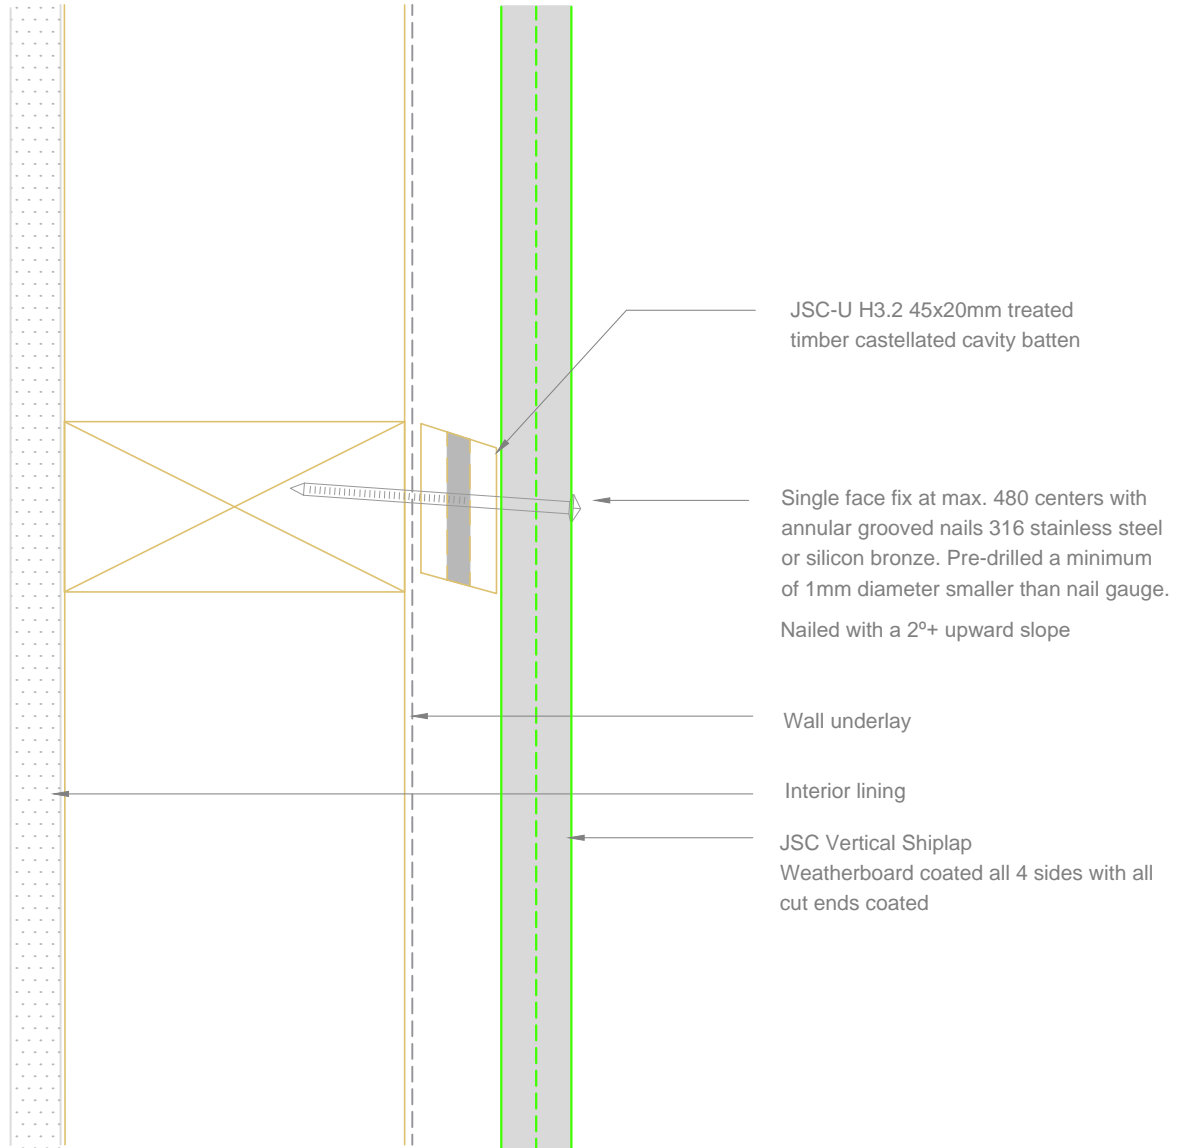 JSC-U H3.2 45x20mm treated
timber castellated cavity batten
Single face fix at max. 480 centers with
annular grooved nails 316 stainless steel
or silicon bronze. Pre-drilled a minimum
of 1mm diameter smaller than nail gauge.
Nailed with a 2º+ upward slope
Wall underlay
Interior lining
JSC Vertical Shiplap
Weatherboard coated all 4 sides with all
cut ends coated